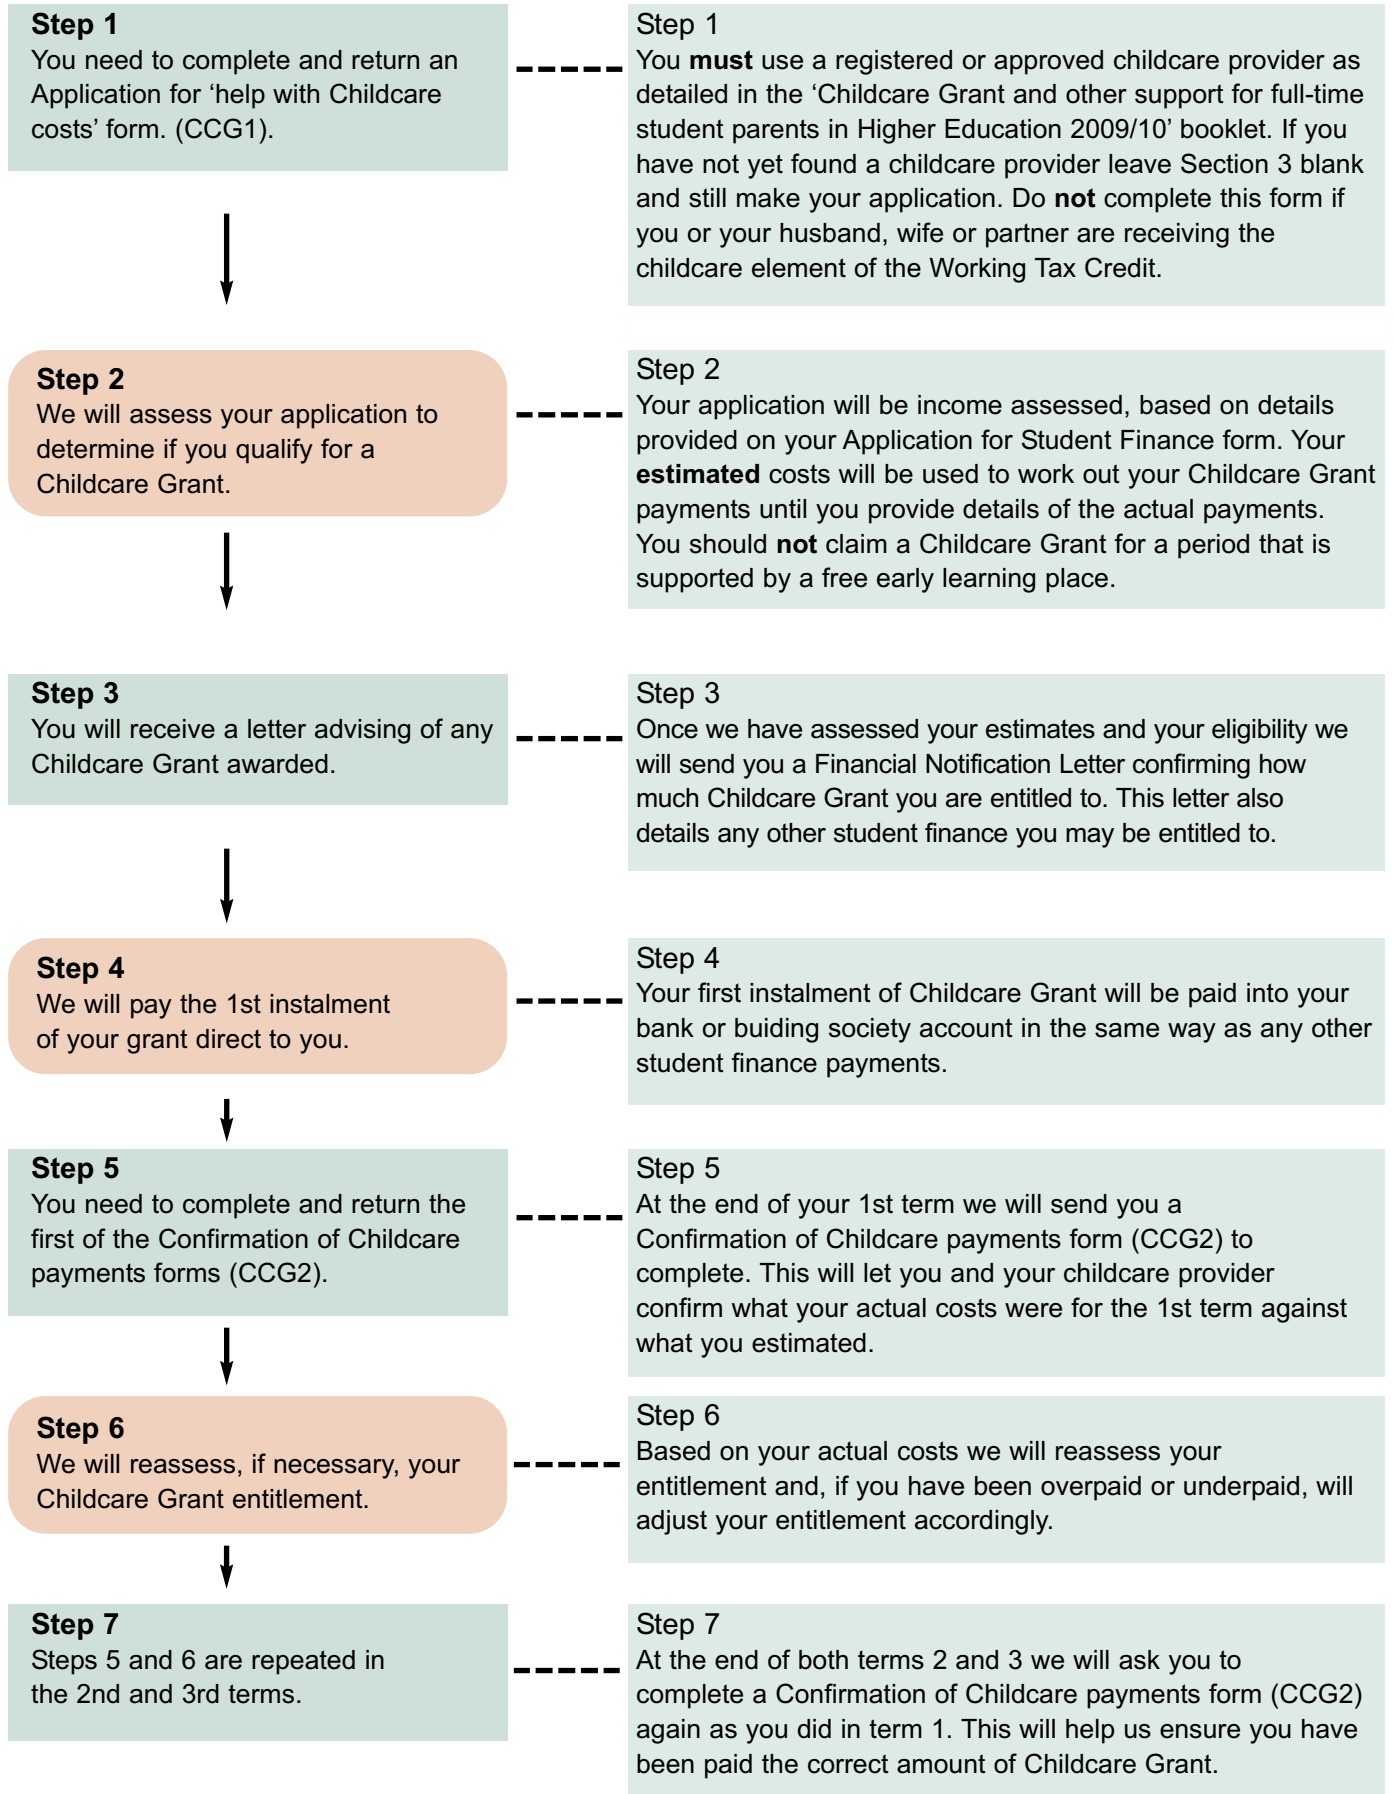 Step 1
You need to complete and return an
Application for ‘help with Childcare
costs’ form. (CCG1).
Step 1
You must use a registered or approved childcare provider as
detailed in the ‘Childcare Grant and other support for full-time
student parents in Higher Education 2009/10’ booklet. If you
have not yet found a childcare provider leave Section 3 blank
and still make your application. Do not complete this form if
you or your husband, wife or partner are receiving the
childcare element of the Working Tax Credit.
Step 2
We will assess your application to
determine if you qualify for a
Childcare Grant.
Step 2
Your application will be income assessed, based on details
provided on your Application for Student Finance form. Your
estimated costs will be used to work out your Childcare Grant
payments until you provide details of the actual payments.
You should not claim a Childcare Grant for a period that is
supported by a free early learning place.
Step 3
You will receive a letter advising of any
Childcare Grant awarded.
Step 3
Once we have assessed your estimates and your eligibility we
will send you a Financial Notification Letter confirming how
much Childcare Grant you are entitled to. This letter also
details any other student finance you may be entitled to.
Step 4
We will pay the 1st instalment
of your grant direct to you.
Step 4
Your first instalment of Childcare Grant will be paid into your
bank or buiding society account in the same way as any other
student finance payments.
Step 5
You need to complete and return the
first of the Confirmation of Childcare
payments forms (CCG2).
Step 5
At the end of your 1st term we will send you a
Confirmation of Childcare payments form (CCG2) to
complete. This will let you and your childcare provider
confirm what your actual costs were for the 1st term against
what you estimated.
Step 6
We will reassess, if necessary, your
Childcare Grant entitlement.
Step 6
Based on your actual costs we will reassess your
entitlement and, if you have been overpaid or underpaid, will
adjust your entitlement accordingly.
Step 7
Steps 5 and 6 are repeated in
the 2nd and 3rd terms.
Step 7
At the end of both terms 2 and 3 we will ask you to
complete a Confirmation of Childcare payments form (CCG2)
again as you did in term 1. This will help us ensure you have
been paid the correct amount of Childcare Grant.